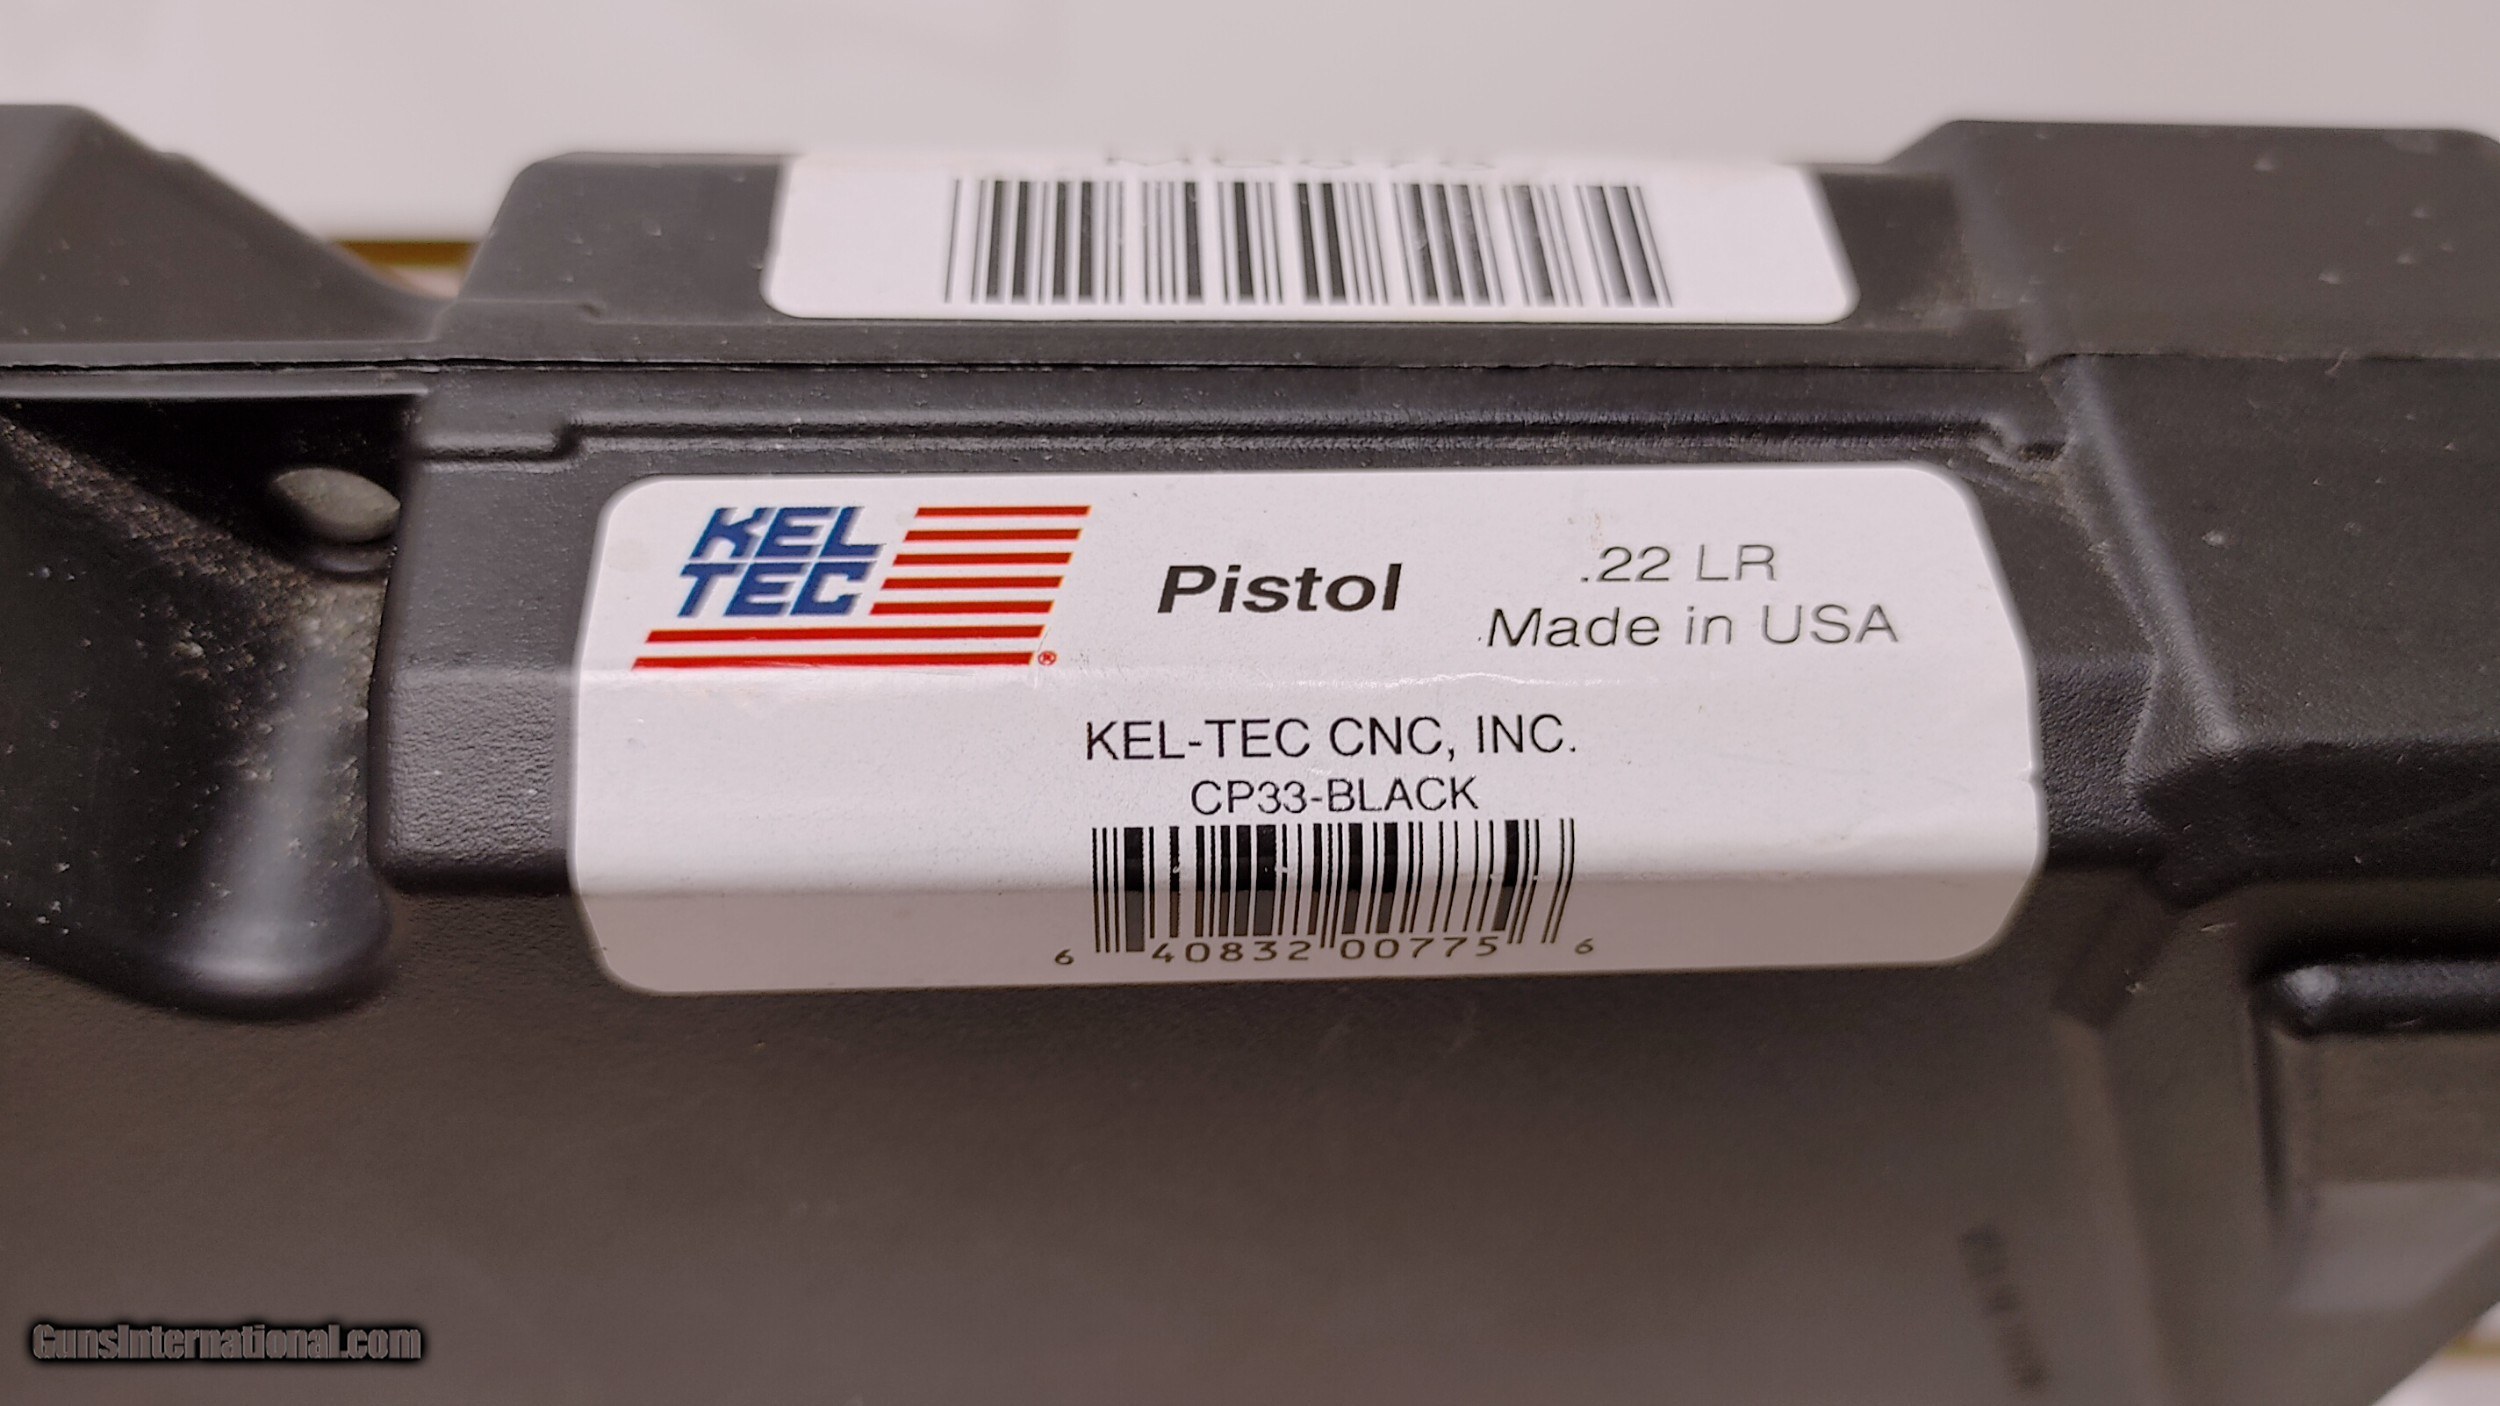 KEL
TEC
®
Pistol
.22 LR
Made in USA
KEL-TEC CNC, INC.
CP33-BLACK
6 40832 00775 6
GunsInternational.com